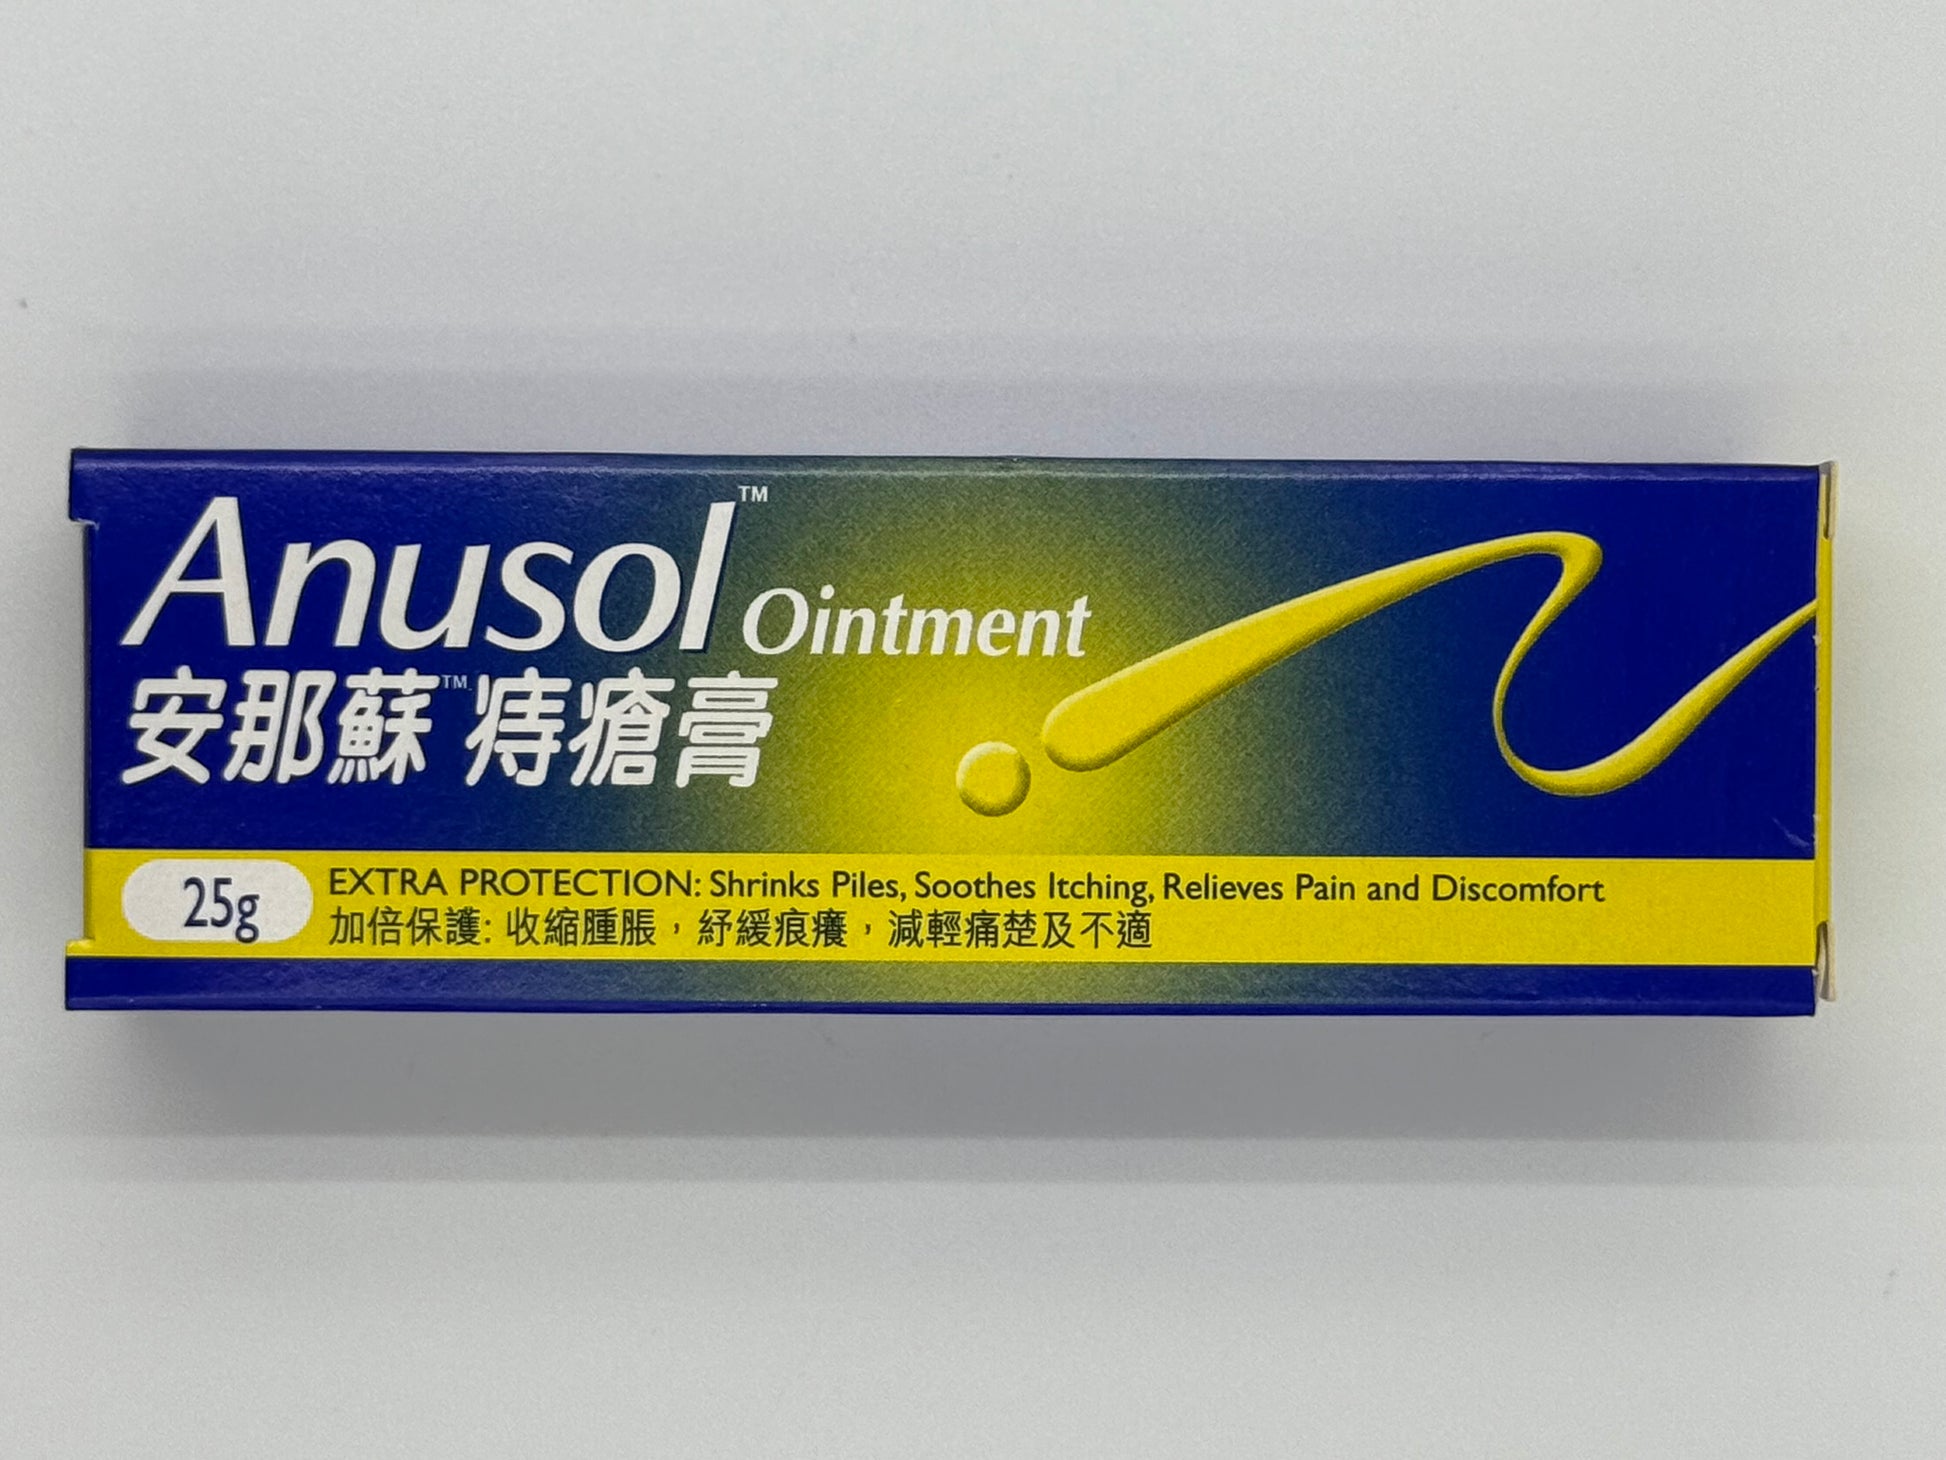 Anusol™ Ointment
安那蘇™ 痔瘡膏
25g
EXTRA PROTECTION: Shrinks Piles, Soothes Itching, Relieves Pain and Discomfort
加倍保護: 收縮腫脹，紓緩痕癢，減輕痛楚及不適